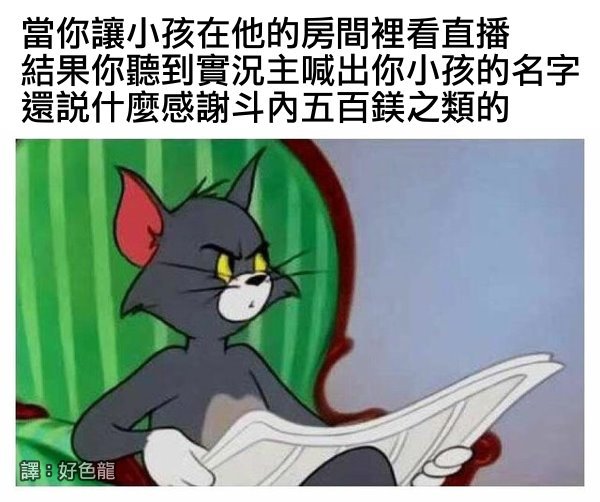 當你讓小孩在他的房間裡看直播
結果你聽到實況主喊出你小孩的名字
還説什麼感謝斗內五百鎂之類的
譯：好色龍